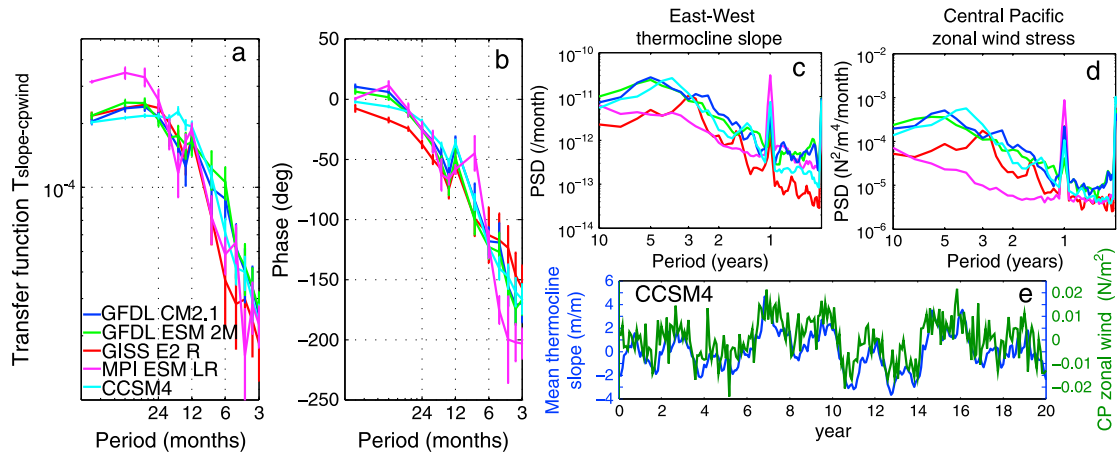 a
Transfer function Tslope-cpwind
10⁻⁴
GFDL CM2.1
GFDL ESM 2M
GISS E2 R
MPI ESM LR
CCSM4
24 12 6 3
Period (months)
b
Phase (deg)
50
0
-50
-100
-150
-200
-250
24 12 6 3
Period (months)
East-West
thermocline slope
c
PSD (/month)
10⁻¹⁰
10⁻¹¹
10⁻¹²
10⁻¹³
10⁻¹⁴
10 5 3 2 1
Period (years)
Central Pacific
zonal wind stress
d
PSD (N²/m⁴/month)
10⁻²
10⁻³
10⁻⁴
10⁻⁵
10⁻⁶
10 5 3 2 1
Period (years)
CCSM4
e
Mean thermocline
slope (m/m)
6
4
2
0
-2
-4
0.02
0.01
0
-0.01
-0.02
CP zonal wind (N/m²)
0 2 4 6 8 10 12 14 16 18 20
year